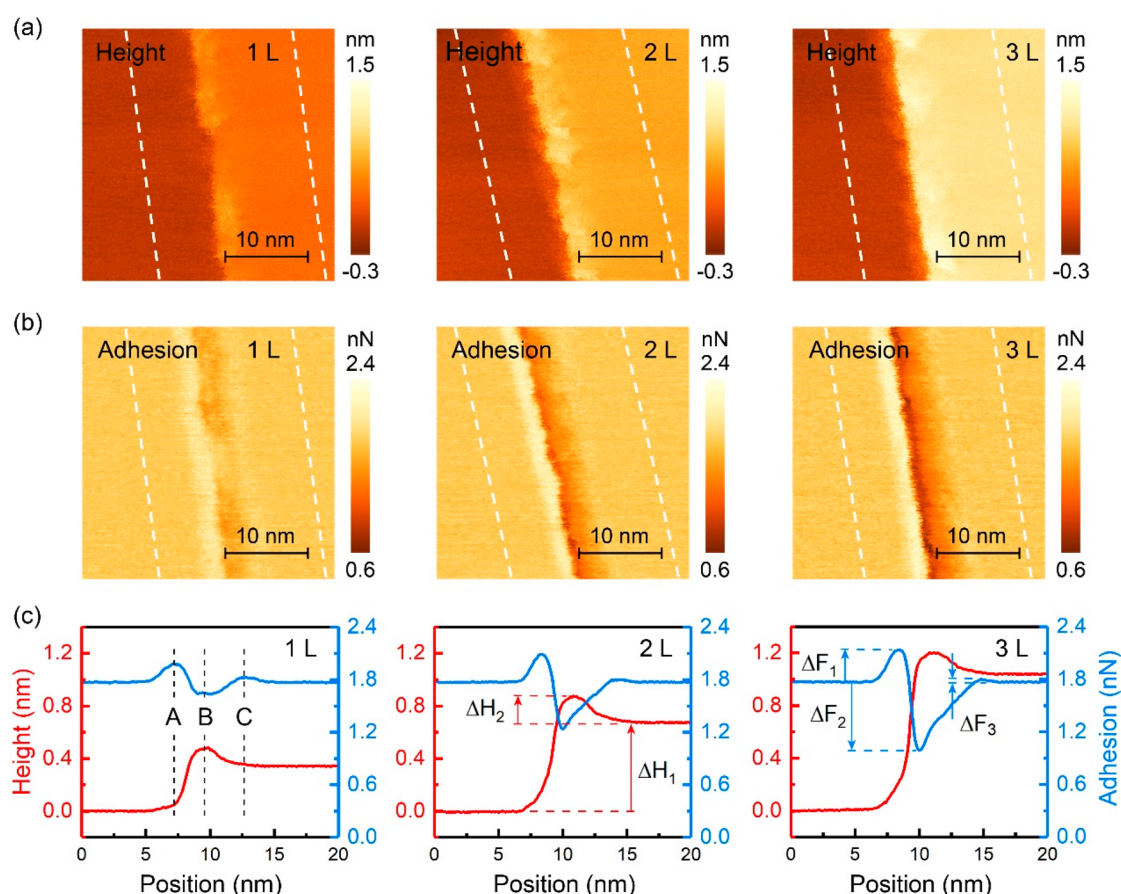 (a)
Height 1 L
nm
1.5
10 nm
-0.3
Height 2 L
nm
1.5
10 nm
-0.3
Height 3 L
nm
1.5
10 nm
-0.3
(b)
Adhesion 1 L
nN
2.4
10 nm
0.6
Adhesion 2 L
nN
2.4
10 nm
0.6
Adhesion 3 L
nN
2.4
10 nm
0.6
(c)
Height (nm)
1.2
0.8
0.4
0.0
1 L
A B C
2.4
1.8
1.2
0.6
0.0
0 5 10 15 20
Position (nm)
1.2
0.8
0.4
0.0
2 L
ΔH2
ΔH1
2.4
1.8
1.2
0.6
0.0
0 5 10 15 20
Position (nm)
1.2
0.8
0.4
0.0
3 L
ΔF1
ΔF2
ΔF3
2.4
1.8
1.2
0.6
0.0
Adhesion (nN)
0 5 10 15 20
Position (nm)